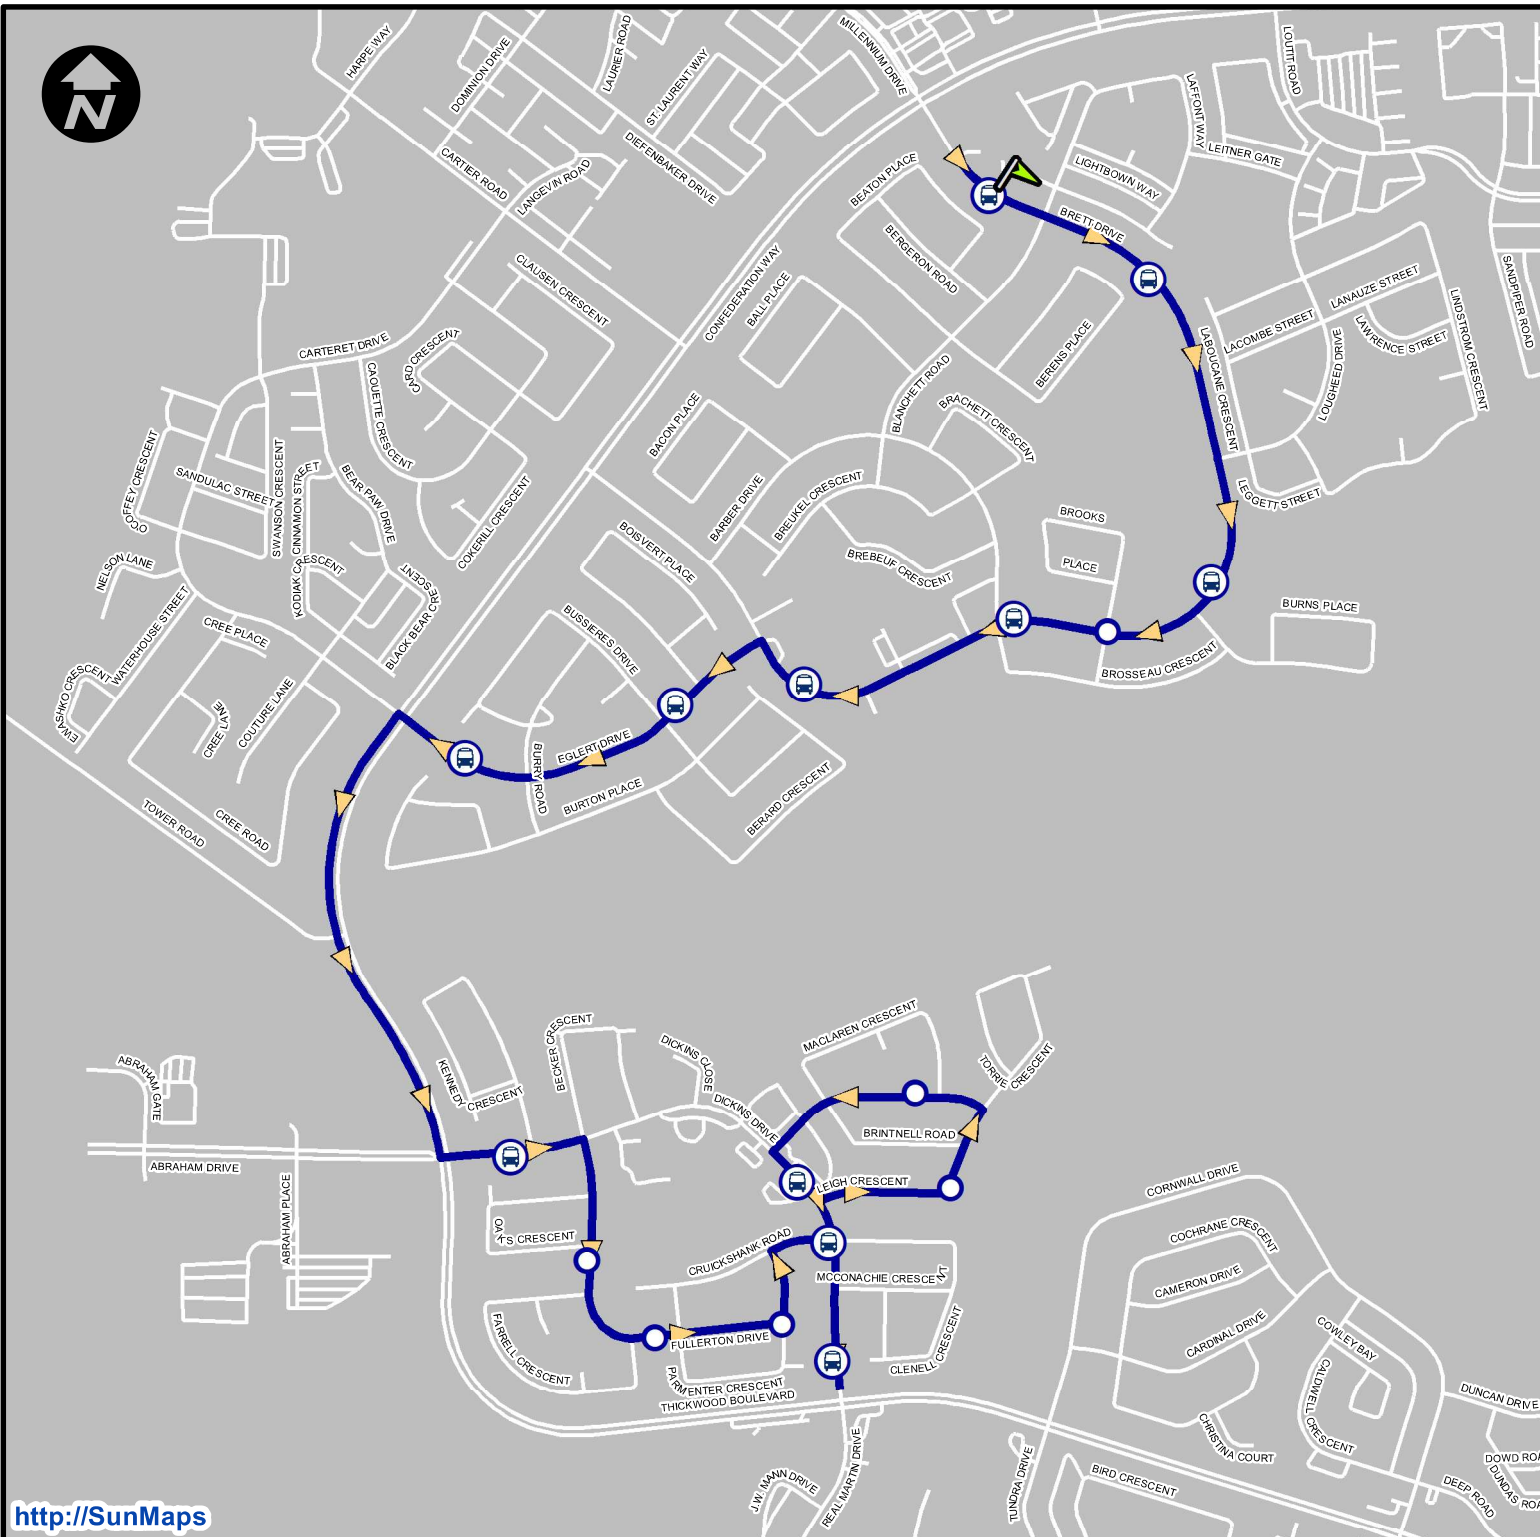 HARPE WAY
DOMINION DRIVE
LAURIER ROAD
ST. LAURENT WAY
MILLENNIUM DRIVE
LOUTIT ROAD
N
CARTIER ROAD
LANGEVIN ROAD
DIEFENBAKER DRIVE
BEATON PLACE
LIGHTBOWN WAY
LAFFONT WAY
LEITNER GATE
BRETT DRIVE
BERGERON ROAD
CLAUSEN CRESCENT
CONFEDERATION WAY
BALL PLACE
LANAUZE STREET
SANDPIPER ROAD
LACOMBE STREET
LAWRENCE STREET
LINDSTROM CRESCENT
CARTERET DRIVE
CARD CRESCENT
CAOUETTE CRESCENT
BERENS PLACE
LABOUCANE CRESCENT
LOUGHEED DRIVE
BLANCHETT ROAD
BRACHETT CRESCENT
BACON PLACE
COFFEY CRESCENT
SANDULAC STREET
SWANSON CRESCENT
CINNAMON STREET
BEAR PAW DRIVE
COKERILL CRESCENT
BARBER DRIVE
BREUKEL CRESCENT
LEGGETT STREET
BROOKS
PLACE
BOISVERT PLACE
BREBEUF CRESCENT
NELSON LANE
KODIAK CRESCENT
BLACK BEAR CRESCENT
WATERHOUSE STREET
CREE PLACE
BUSSIERES DRIVE
BURNS PLACE
BROSSEAU CRESCENT
EWASHKO CRESCENT
CREE LANE
COUTURE LANE
EGLERT DRIVE
BURRY ROAD
BURTON PLACE
BERARD CRESCENT
TOWER ROAD
CREE ROAD
ABRAHAM GATE
KENNEDY CRESCENT
BECKER CRESCENT
DICKINS CLOSE
DICKINS DRIVE
MACLAREN CRESCENT
TORRIE CRESCENT
BRINTNELL ROAD
ABRAHAM DRIVE
ABRAHAM PLACE
LEIGH CRESCENT
OAKTS CRESCENT
CRUICKSHANK ROAD
MCCONACHIE CRESCENT
CORNWALL DRIVE
COCHRANE CRESCENT
CAMERON DRIVE
CARDINAL DRIVE
COWLEY BAY
FARRELL CRESCENT
FULLERTON DRIVE
CLENELL CRESCENT
PARMENTER CRESCENT
THICKWOOD BOULEVARD
CALDWELL CRESCENT
CHRISTINA COURT
DUNCAN DRIVE
J.W. MANN DRIVE
REAL MARTIN DRIVE
TUNDRA DRIVE
BIRD CRESCENT
DEEP ROAD
DOWD ROA
DUNDAS ROA
http://SunMaps